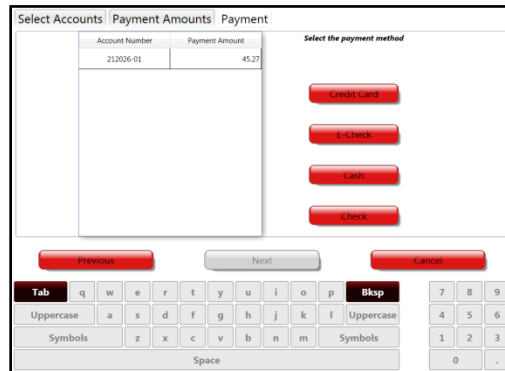 Select Accounts Payment Amounts Payment
Account Number Payment Amount
212026-01 45.27
Select the payment method
Credit Card
E-Check
Cash
Check
Previous Next Cancel
Tab q w e r t y u i o p Bksp 7 8 9
Uppercase a s d f g h j k l Uppercase 4 5 6
Symbols z x c v b n m Symbols 1 2 3
Space 0 .